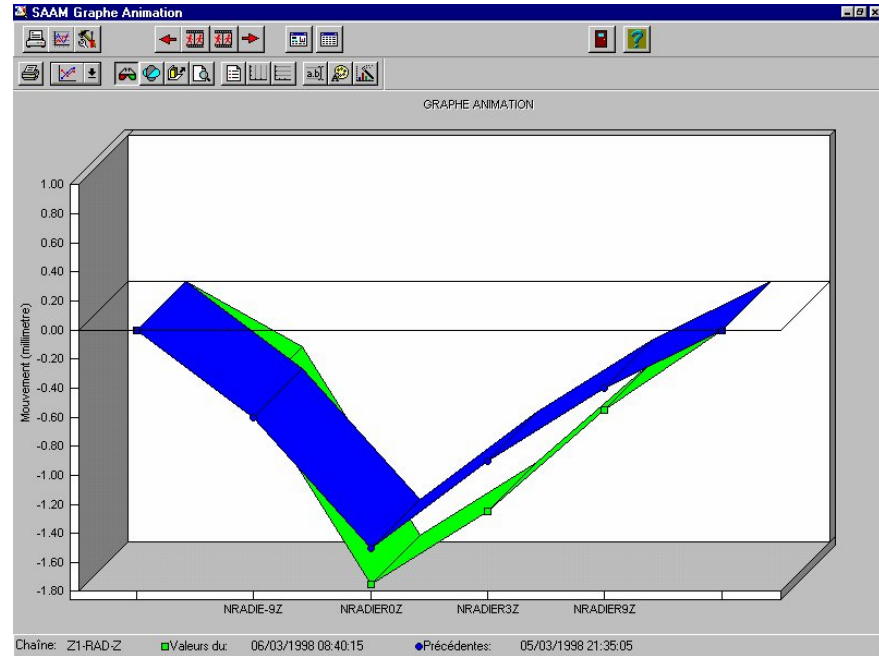 SAAM Graphe Animation
a.b
GRAPHE ANIMATION
1.00
0.80
0.60
0.40
0.20
0.00
-0.20
-0.40
-0.60
-0.80
-1.00
-1.20
-1.40
-1.60
-1.80
Mouvement (millimetre)
NRADIE-9Z NRADIER0Z NRADIER3Z NRADIER9Z
Chaîne: Z1-RAD-Z Valeurs du: 06/03/1998 08:40:15 Précédentes: 05/03/1998 21:35:05